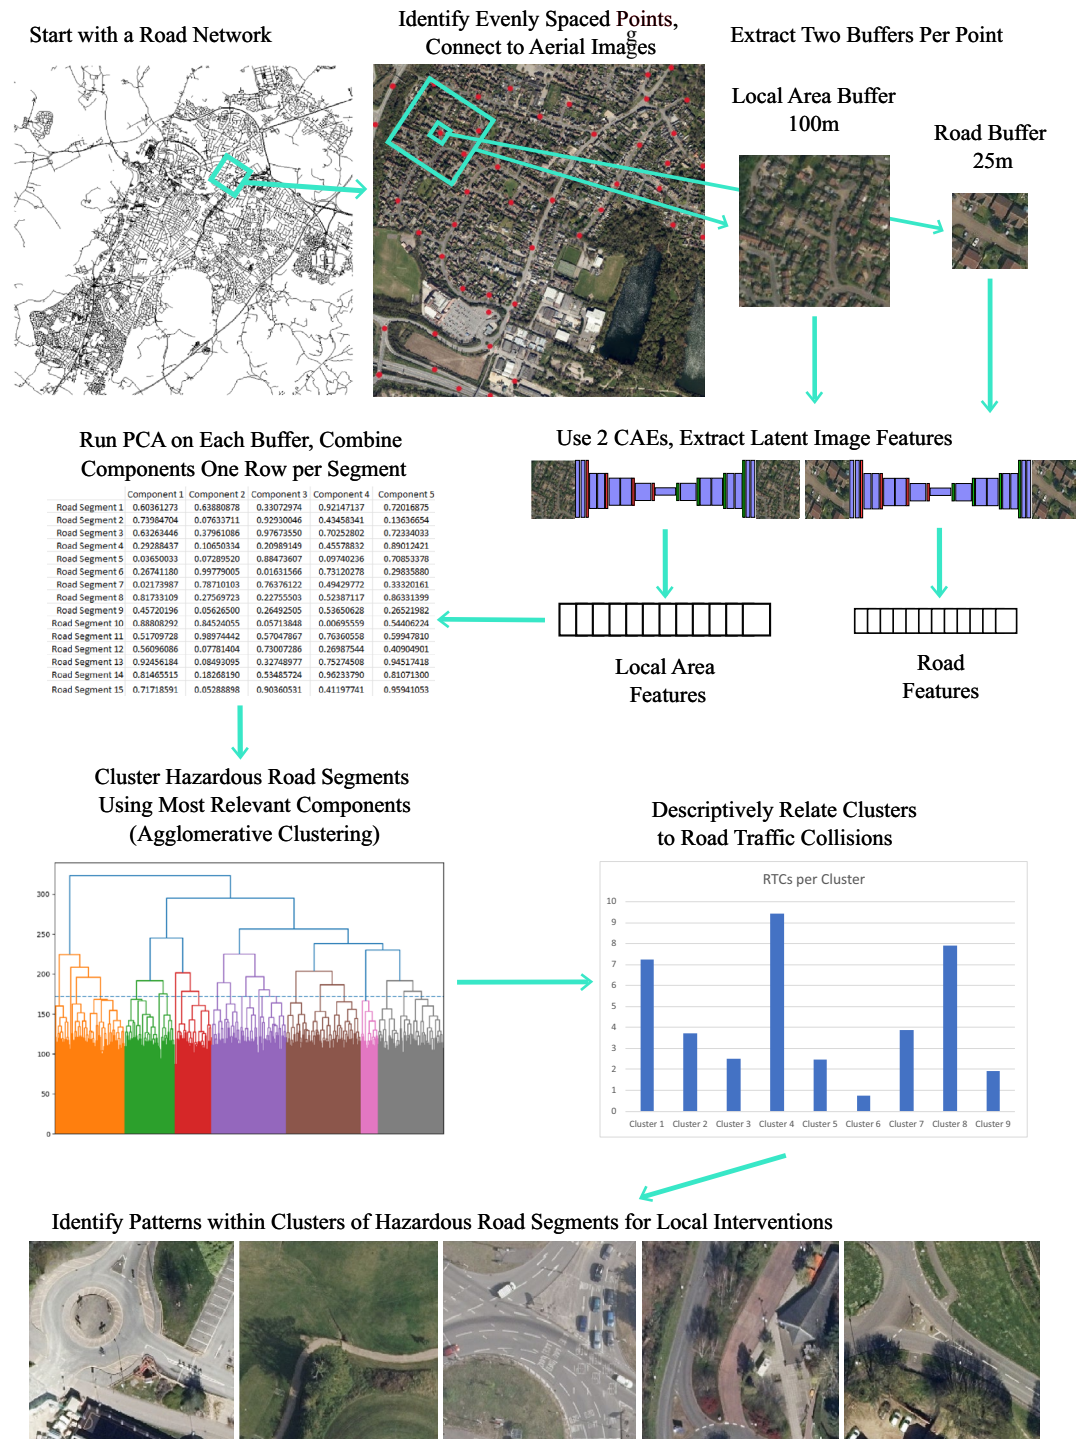 Start with a Road Network
Identify Evenly Spaced Points,
Connect to Aerial Images
g
Extract Two Buffers Per Point
Local Area Buffer
100m
Road Buffer
25m
Run PCA on Each Buffer, Combine
Components One Row per Segment
Component 1 Component 2 Component 3 Component 4 Component 5
Road Segment 1 0.60361273 0.63880878 0.33072974 0.92147137 0.72016875
Road Segment 2 0.73984704 0.07633711 0.92930046 0.43458341 0.13636654
Road Segment 3 0.63263446 0.37961086 0.97673550 0.70252802 0.72334033
Road Segment 4 0.29288437 0.10650334 0.20989149 0.45578832 0.89012421
Road Segment 5 0.03650033 0.07289520 0.88473607 0.09740236 0.70853378
Road Segment 6 0.26741180 0.99779005 0.01631566 0.73120278 0.29835880
Road Segment 7 0.02173987 0.78710103 0.76376122 0.49429772 0.33320161
Road Segment 8 0.81733109 0.27569723 0.22755503 0.52387117 0.86331399
Road Segment 9 0.45720196 0.05626500 0.26492505 0.53650628 0.26521982
Road Segment 10 0.88808292 0.84524055 0.05713848 0.00695559 0.54406224
Road Segment 11 0.51709728 0.98974442 0.57047867 0.76360558 0.59947810
Road Segment 12 0.56096086 0.07781404 0.73007286 0.26987544 0.40904901
Road Segment 13 0.92456184 0.08493095 0.32748977 0.75274508 0.94517418
Road Segment 14 0.81465515 0.18268190 0.53485724 0.96233790 0.81071300
Road Segment 15 0.71718591 0.05288898 0.90360531 0.41197741 0.95941053
Use 2 CAEs, Extract Latent Image Features
Local Area
Features
Road
Features
Cluster Hazardous Road Segments
Using Most Relevant Components
(Agglomerative Clustering)
300
250
200
150
100
50
0
Descriptively Relate Clusters
to Road Traffic Collisions
RTCs per Cluster
10
9
8
7
6
5
4
3
2
1
0
Cluster 1 Cluster 2 Cluster 3 Cluster 4 Cluster 5 Cluster 6 Cluster 7 Cluster 8 Cluster 9
Identify Patterns within Clusters of Hazardous Road Segments for Local Interventions